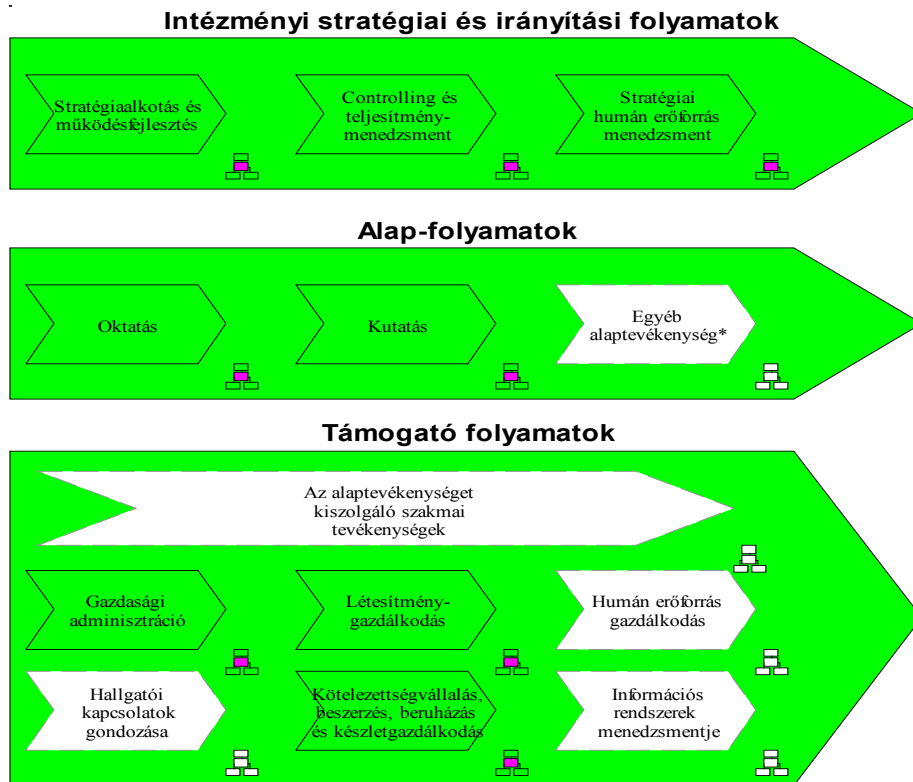 Intézményi stratégiai és irányítási folyamatok
Stratégiaalkotás és
működésfejlesztés
Controlling és
teljesítmény-
menedzsment
Stratégiai
humán erőforrás
menedzsment
Alap-folyamatok
Oktatás
Kutatás
Egyéb
alaptevékenység*
Támogató folyamatok
Az alaptevékenységet
kiszolgáló szakmai
tevékenységek
Gazdasági
adminisztráció
Létesítmény-
gazdálkodás
Humán erőforrás
gazdálkodás
Hallgatói
kapcsolatok
gondozása
Kötelezettségvállalás,
beszerzés, beruházás
és készletgazdálkodás
Információs
rendszerek
menedzsmentje